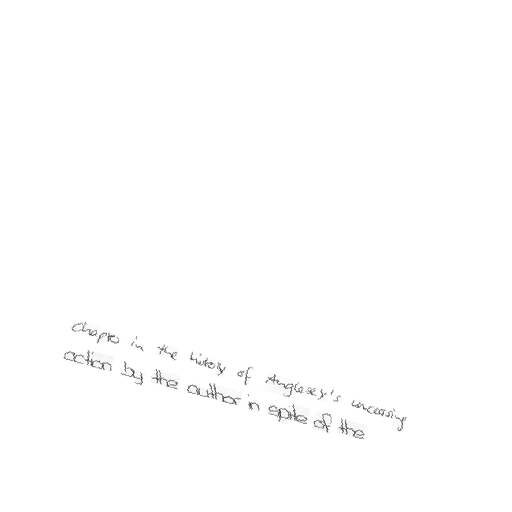 Chapter in the history of Anglesey's unceasing
action by the author in spite of the